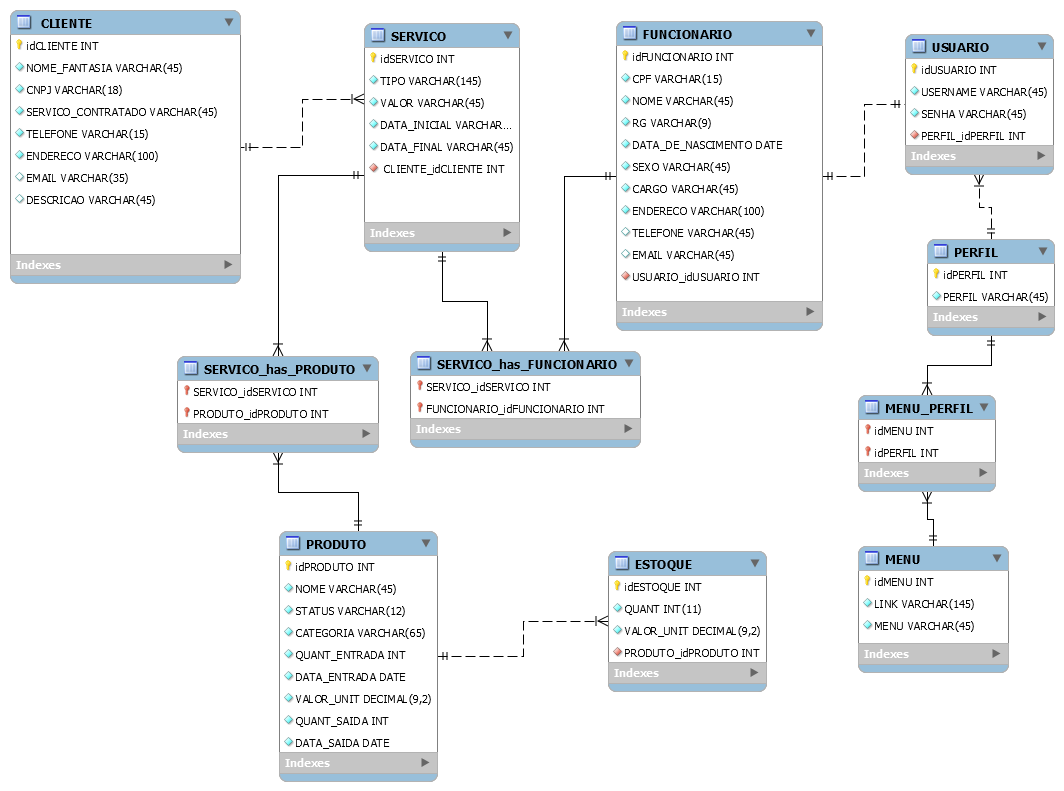 CLIENTE
idCLIENTE INT
NOME_FANTASIA VARCHAR(45)
CNPJ VARCHAR(18)
SERVICO_CONTRATADO VARCHAR(45)
TELEFONE VARCHAR(15)
ENDERECO VARCHAR(100)
EMAIL VARCHAR(35)
DESCRICAO VARCHAR(45)
Indexes
SERVICO
idSERVICO INT
TIPO VARCHAR(145)
VALOR VARCHAR(45)
DATA_INICIAL VARCHAR...
DATA_FINAL VARCHAR(45)
CLIENTE_idCLIENTE INT
Indexes
FUNCIONARIO
idFUNCIONARIO INT
CPF VARCHAR(15)
NOME VARCHAR(45)
RG VARCHAR(9)
DATA_DE_NASCIMENTO DATE
SEXO VARCHAR(45)
CARGO VARCHAR(45)
ENDERECO VARCHAR(100)
TELEFONE VARCHAR(45)
EMAIL VARCHAR(45)
USUARIO_idUSUARIO INT
Indexes
USUARIO
idUSUARIO INT
USERNAME VARCHAR(45)
SENHA VARCHAR(45)
PERFIL_idPERFIL INT
Indexes
PERFIL
idPERFIL INT
PERFIL VARCHAR(45)
Indexes
SERVICO_has_PRODUTO
SERVICO_idSERVICO INT
PRODUTO_idPRODUTO INT
Indexes
SERVICO_has_FUNCIONARIO
SERVICO_idSERVICO INT
FUNCIONARIO_idFUNCIONARIO INT
Indexes
MENU_PERFIL
idMENU INT
idPERFIL INT
Indexes
PRODUTO
idPRODUTO INT
NOME VARCHAR(45)
STATUS VARCHAR(12)
CATEGORIA VARCHAR(65)
QUANT_ENTRADA INT
DATA_ENTRADA DATE
VALOR_UNIT DECIMAL(9,2)
QUANT_SAIDA INT
DATA_SAIDA DATE
Indexes
ESTOQUE
idESTOQUE INT
QUANT INT(11)
VALOR_UNIT DECIMAL(9,2)
PRODUTO_idPRODUTO INT
Indexes
MENU
idMENU INT
LINK VARCHAR(145)
MENU VARCHAR(45)
Indexes